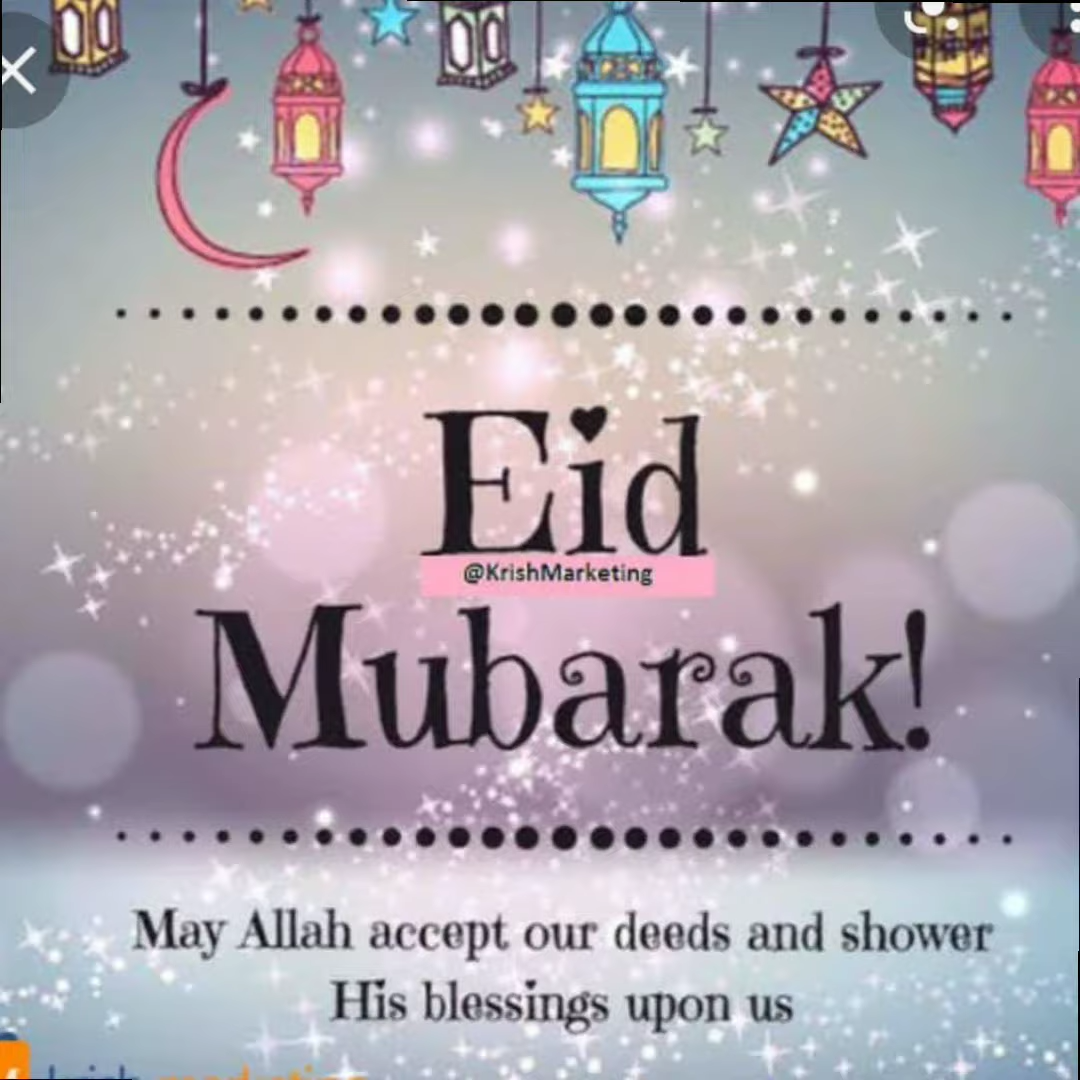 Eid
@KrishMarketing
Mubarak!
May Allah accept our deeds and shower
His blessings upon us